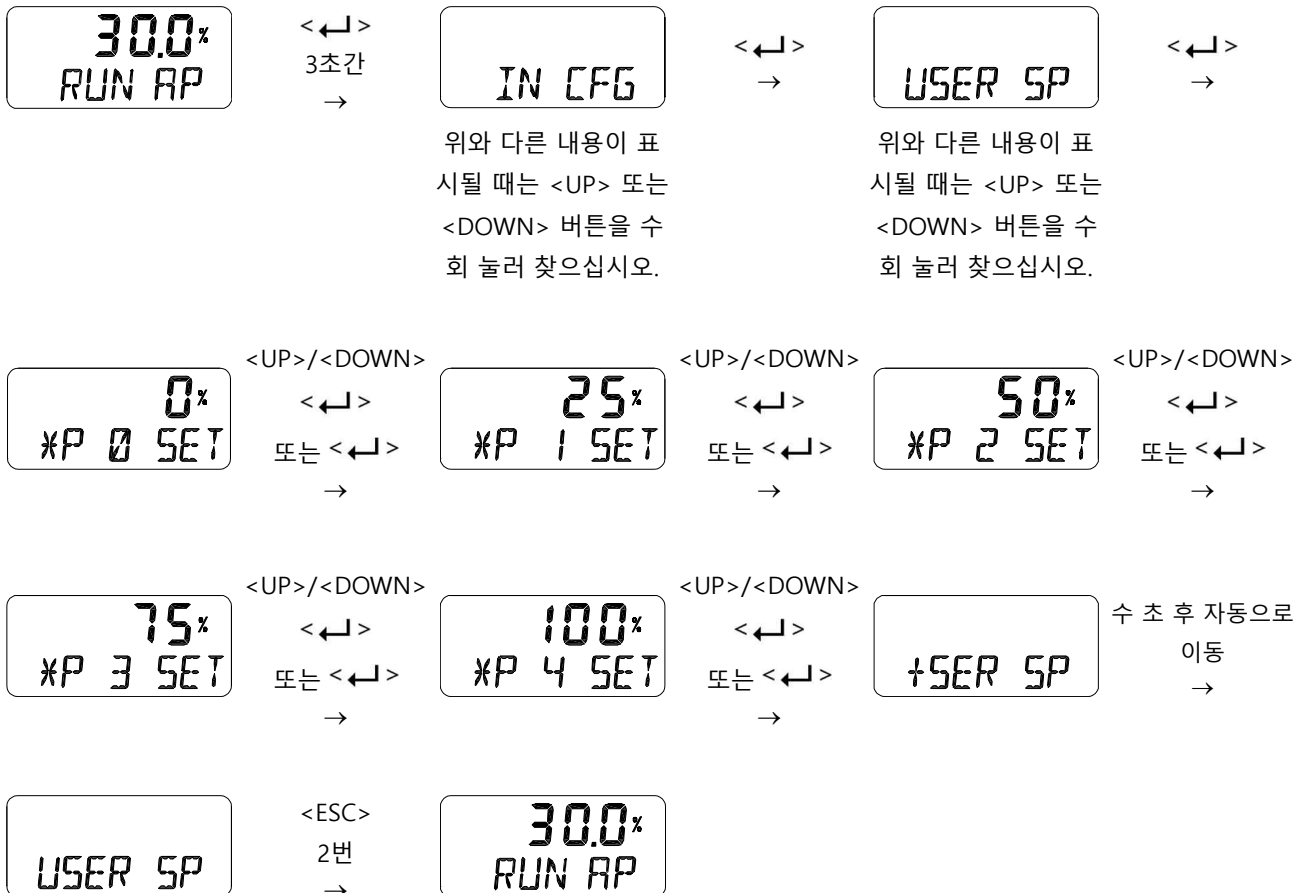 30.0%
RUN AP
<↵>
3초간
→
IN CFG
<↵>
→
USER SP
<↵>
→
위와 다른 내용이 표
시될 때는 <UP> 또는
<DOWN> 버튼을 수
회 눌러 찾으십시오.
위와 다른 내용이 표
시될 때는 <UP> 또는
<DOWN> 버튼을 수
회 눌러 찾으십시오.
0%
*P 0 SET
<UP>/<DOWN>
<↵>
또는 <↵>
→
25%
*P 1 SET
<UP>/<DOWN>
<↵>
또는 <↵>
→
50%
*P 2 SET
<UP>/<DOWN>
<↵>
또는 <↵>
→
75%
*P 3 SET
<UP>/<DOWN>
<↵>
또는 <↵>
→
100%
*P 4 SET
<UP>/<DOWN>
<↵>
또는 <↵>
→
+SER SP
수 초 후 자동으로
이동
→
USER SP
<ESC>
2번
→
30.0%
RUN AP